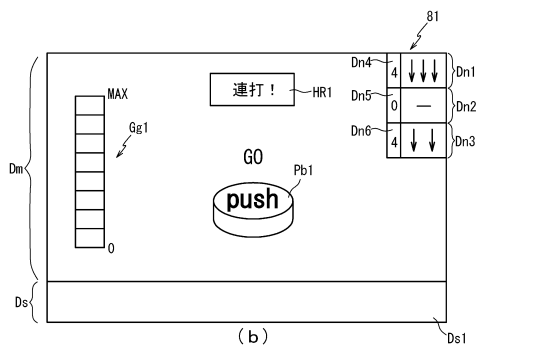 81
Dn4
4
Dn1
MAX
連打！
HR1
Dn5
0
—
Dn2
Gg1
Dn6
4
Dn3
Dm
GO
Pb1
push
0
Ds
(b)
Ds1